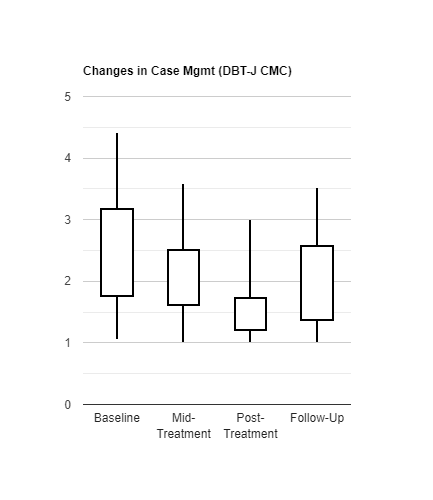 Changes in Case Mgmt (DBT-J CMC)
5
4
3
2
1
0
Baseline
Mid-
Treatment
Post-
Treatment
Follow-Up